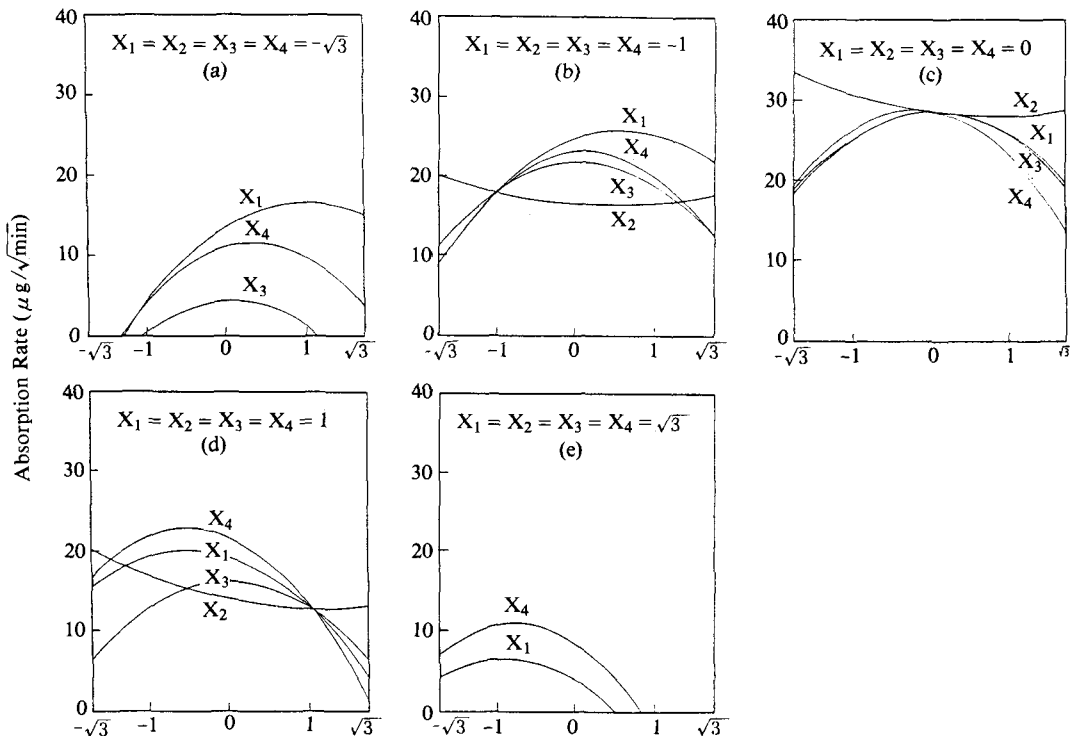 Absorption Rate (μg/√min)
X₁ = X₂ = X₃ = X₄ = -√3
(a)
40
30
20
10
0
X₁
X₄
X₃
-√3 -1 0 1 √3
X₁ = X₂ = X₃ = X₄ = -1
(b)
40
30
20
10
0
X₁
X₄
X₃
X₂
-√3 -1 0 1 √3
X₁ = X₂ = X₃ = X₄ = 0
(c)
40
30
20
10
0
X₂
X₁
X₃
X₄
-√3 -1 0 1 √3
X₁ = X₂ = X₃ = X₄ = 1
(d)
40
30
20
10
0
X₄
X₁
X₃
X₂
-√3 -1 0 1 √3
X₁ = X₂ = X₃ = X₄ = √3
(e)
40
30
20
10
0
X₄
X₁
-√3 -1 0 1 √3